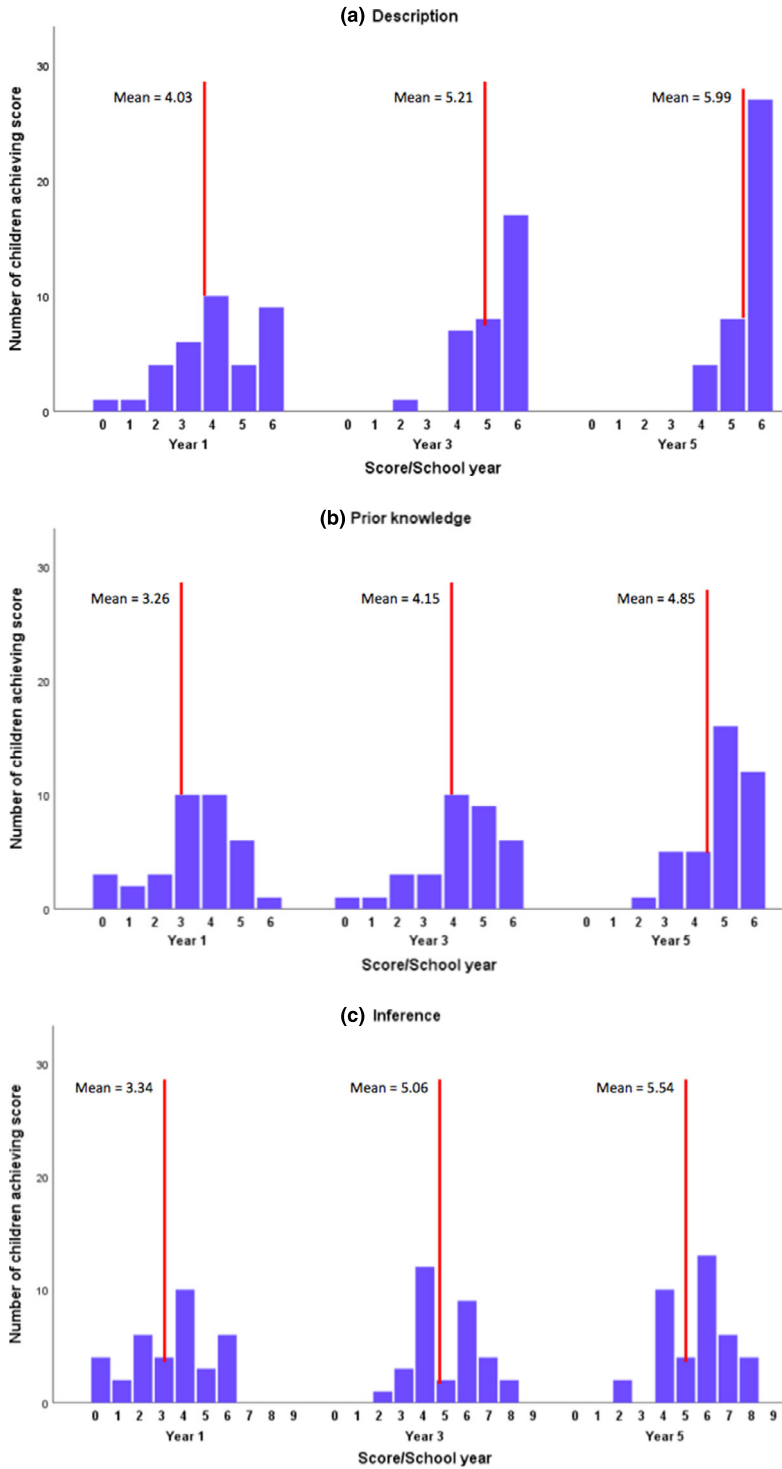 (a) Description
Number of children achieving score
30
20
10
0
Mean = 4.03
Mean = 5.21
Mean = 5.99
0 1 2 3 4 5 6 0 1 2 3 4 5 6 0 1 2 3 4 5 6
Year 1 Year 3 Year 5
Score/School year
(b) Prior knowledge
Number of children achieving score
30
20
10
0
Mean = 3.26
Mean = 4.15
Mean = 4.85
0 1 2 3 4 5 6 0 1 2 3 4 5 6 0 1 2 3 4 5 6
Year 1 Year 3 Year 5
Score/School year
(c) Inference
Number of children achieving score
30
20
10
0
Mean = 3.34
Mean = 5.06
Mean = 5.54
0 1 2 3 4 5 6 7 8 9 0 1 2 3 4 5 6 7 8 9 0 1 2 3 4 5 6 7 8 9
Year 1 Year 3 Year 5
Score/School year